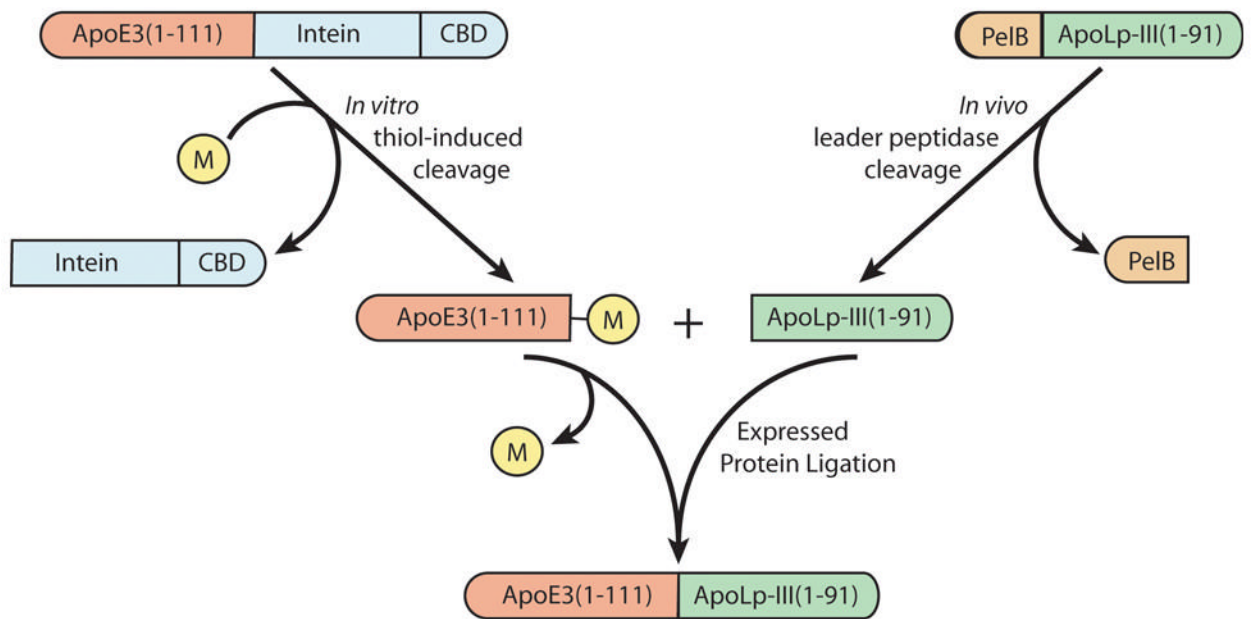 ApoE3(1-111) Intein CBD
PelB ApoLp-III(1-91)
In vitro
thiol-induced
cleavage
M
In vivo
leader peptidase
cleavage
Intein CBD
PelB
ApoE3(1-111) M + ApoLp-III(1-91)
M
Expressed
Protein Ligation
ApoE3(1-111) ApoLp-III(1-91)